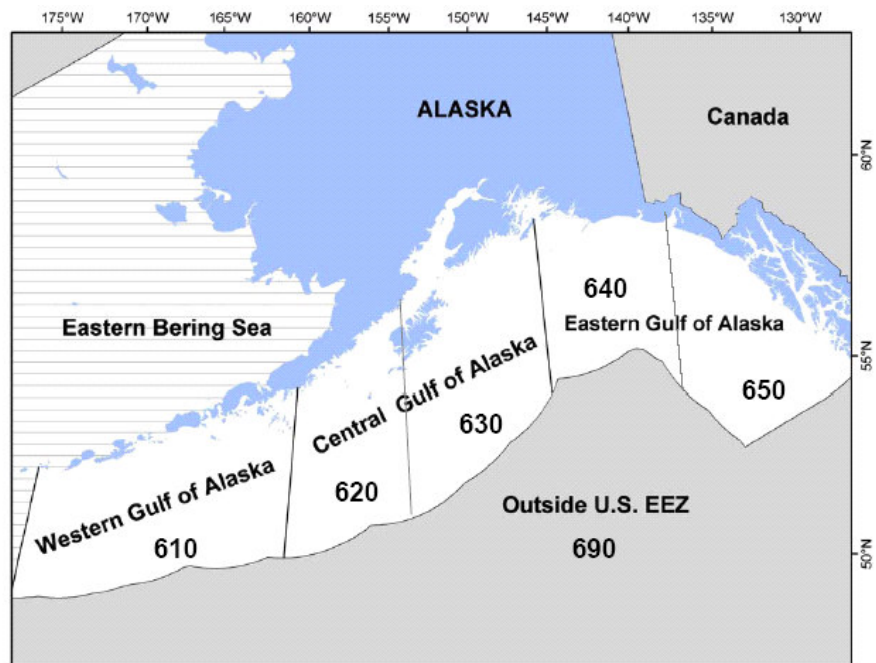 175°W 170°W 165°W 160°W 155°W 150°W 145°W 140°W 135°W 130°W
ALASKA
Canada
60°N
640
Eastern Bering Sea
Eastern Gulf of Alaska
55°N
650
Central Gulf of Alaska
630
620
Western Gulf of Alaska
610
Outside U.S. EEZ
690
50°N